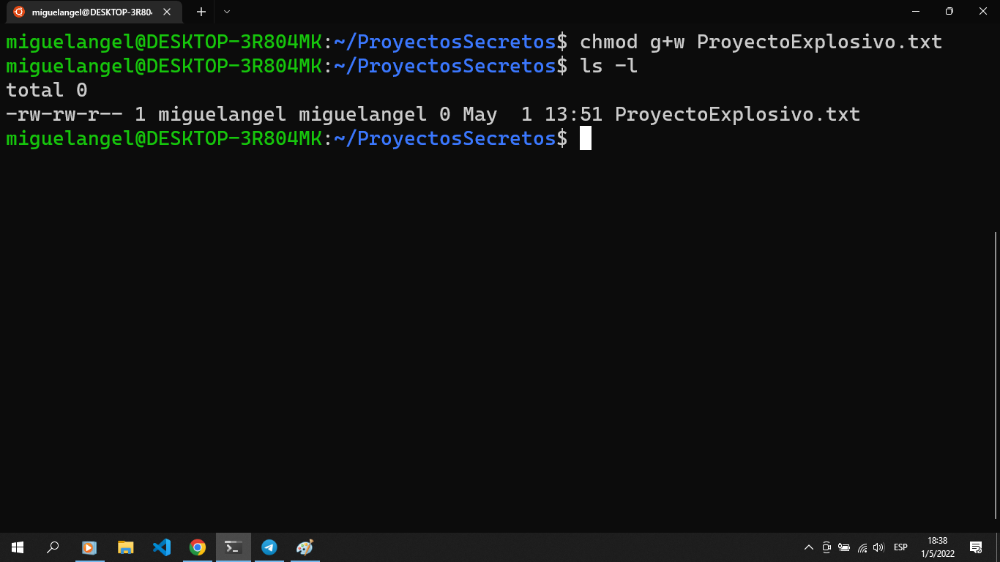 miguelangel@DESKTOP-3R804
miguelangel@DESKTOP-3R804MK:~/ProyectosSecretos$ chmod g+w ProyectoExplosivo.txt
miguelangel@DESKTOP-3R804MK:~/ProyectosSecretos$ ls -l
total 0
-rw-rw-r-- 1 miguelangel miguelangel 0 May  1 13:51 ProyectoExplosivo.txt
miguelangel@DESKTOP-3R804MK:~/ProyectosSecretos$
ESP
18:38
1/5/2022